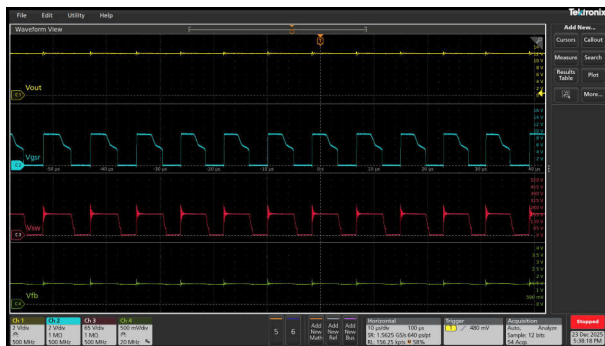 File Edit Utility Help
Tektronix
Waveform View
Add New...
Cursors Callout
Measure Search
Results Table Plot
More...
C1 Vout
Vgsr
-50 µs -40 µs -30 µs -20 µs -10 µs 0 s 10 µs 20 µs 30 µs 40 µs
C3 Vsw
C4 Vfb
Ch 1 Ch 2 Ch 3 Ch 4
2 V/div 2 V/div 65 V/div 500 mV/div
1 MΩ 1 MΩ
500 MHz 500 MHz 500 MHz 20 MHz
5 6
Add New Math Add New Ref Add New Bus
Horizontal
10 µs/div 100 µs
SR: 1.5625 GS/s 640 ps/pt
RL: 156.25 kpts 58%
Trigger
1 480 mV
Acquisition
Auto, Analyze
Sample: 12 bits
54 Acqs
Stopped
23 Dec 2025
5:38:18 PM